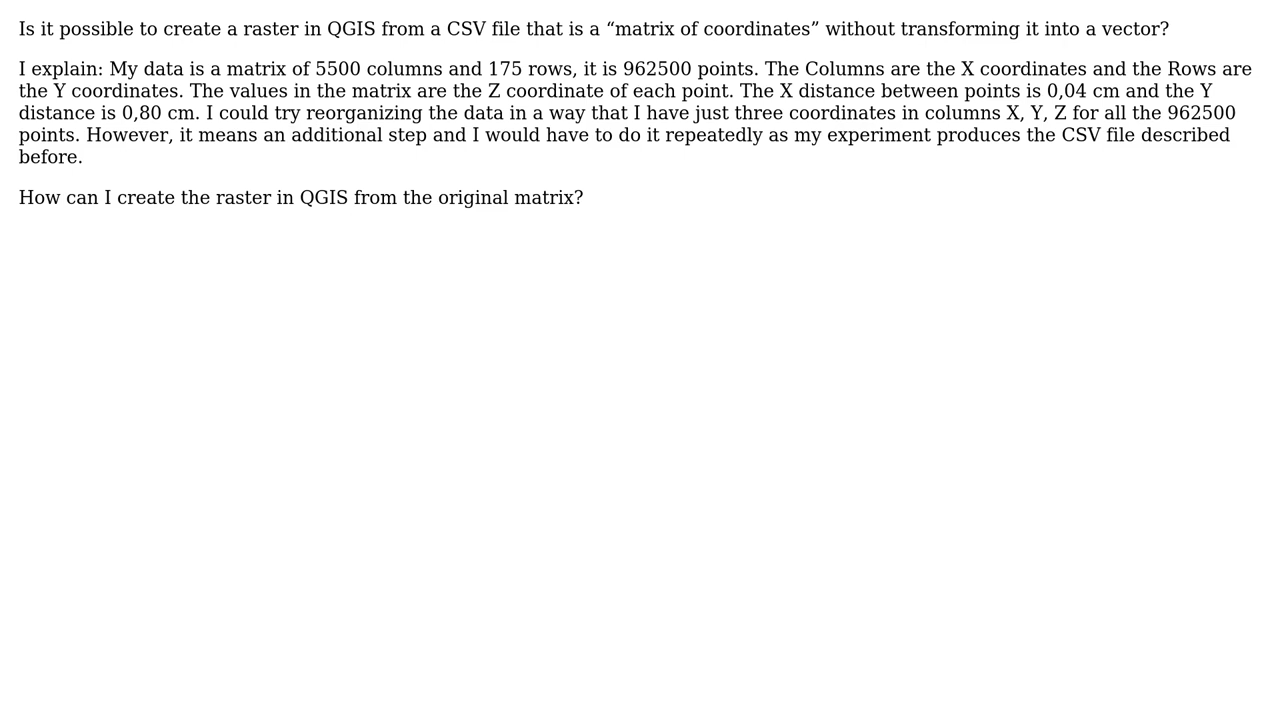 Is it possible to create a raster in QGIS from a CSV file that is a “matrix of coordinates” without transforming it into a vector?
I explain: My data is a matrix of 5500 columns and 175 rows, it is 962500 points. The Columns are the X coordinates and the Rows are
the Y coordinates. The values in the matrix are the Z coordinate of each point. The X distance between points is 0,04 cm and the Y
distance is 0,80 cm. I could try reorganizing the data in a way that I have just three coordinates in columns X, Y, Z for all the 962500
points. However, it means an additional step and I would have to do it repeatedly as my experiment produces the CSV file described
before.
How can I create the raster in QGIS from the original matrix?